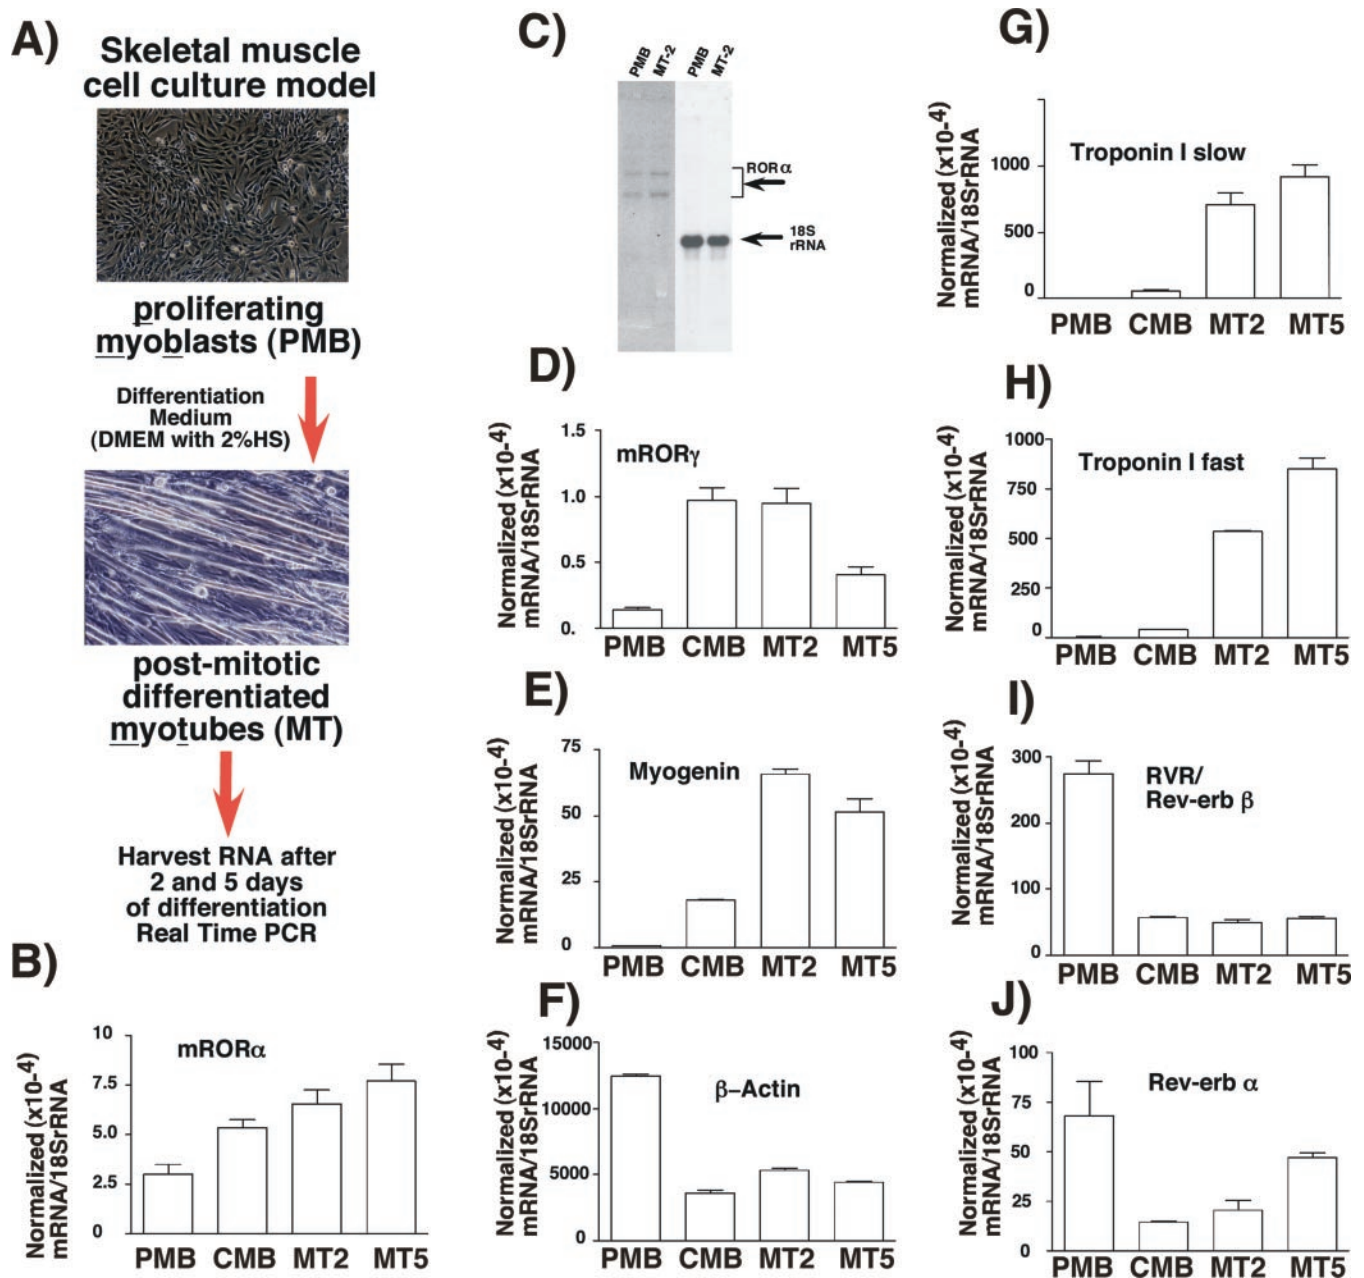 A)
Skeletal muscle
cell culture model
proliferating
myoblasts (PMB)
Differentiation
Medium
(DMEM with 2%HS)
post-mitotic
differentiated
myotubes (MT)
Harvest RNA after
2 and 5 days
of differentiation
Real Time PCR
B)
Normalized (x10-4)
mRNA/18SrRNA
10
7.5
5.0
2.5
0
mRORα
PMB CMB MT2 MT5
C)
PMB MT-2 PMB MT-2
RORα
18S
rRNA
D)
Normalized (x10-4)
mRNA/18SrRNA
1.5
1.0
0.5
0.
mRORγ
PMB CMB MT2 MT5
E)
Normalized (x10-4)
mRNA/18SrRNA
75
50
25
0
Myogenin
PMB CMB MT2 MT5
F)
Normalized (x10-4)
mRNA/18SrRNA
15000
10000
5000
0
β–Actin
PMB CMB MT2 MT5
G)
Normalized (x10-4)
mRNA/18SrRNA
1000
500
0
Troponin I slow
PMB CMB MT2 MT5
H)
Normalized (x10-4)
mRNA/18SrRNA
1000
750
500
250
0
Troponin I fast
PMB CMB MT2 MT5
I)
Normalized (x10-4)
mRNA/18SrRNA
300
200
100
0
RVR/
Rev-erb β
PMB CMB MT2 MT5
J)
Normalized (x10-4)
mRNA/18SrRNA
100
75
50
25
0
Rev-erb α
PMB CMB MT2 MT5